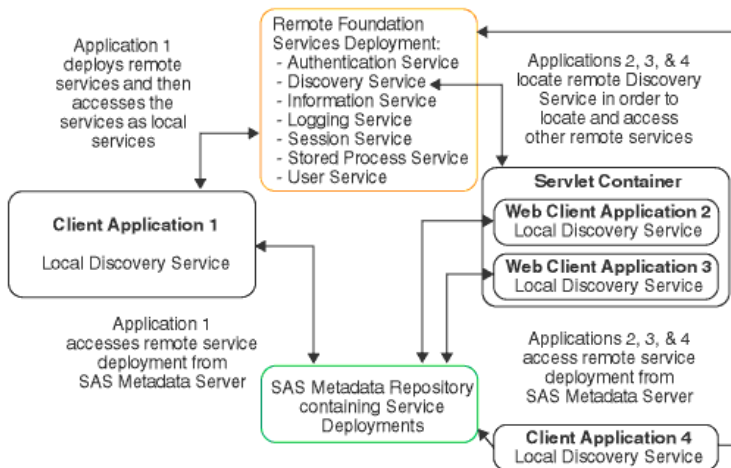 Application 1
deploys remote
services and then
accesses the
services as local
services
Remote Foundation
Services Deployment:
- Authentication Service
- Discovery Service
- Information Service
- Logging Service
- Session Service
- Stored Process Service
- User Service
Applications 2, 3, & 4
locate remote Discovery
Service in order to
locate and access
other remote services
Client Application 1
Local Discovery Service
Servlet Container
Web Client Application 2
Local Discovery Service
Web Client Application 3
Local Discovery Service
Application 1
accesses remote service
deployment from
SAS Metadata Server
SAS Metadata Repository
containing Service
Deployments
Applications 2, 3, & 4
access remote service
deployment from
SAS Metadata Server
Client Application 4
Local Discovery Service